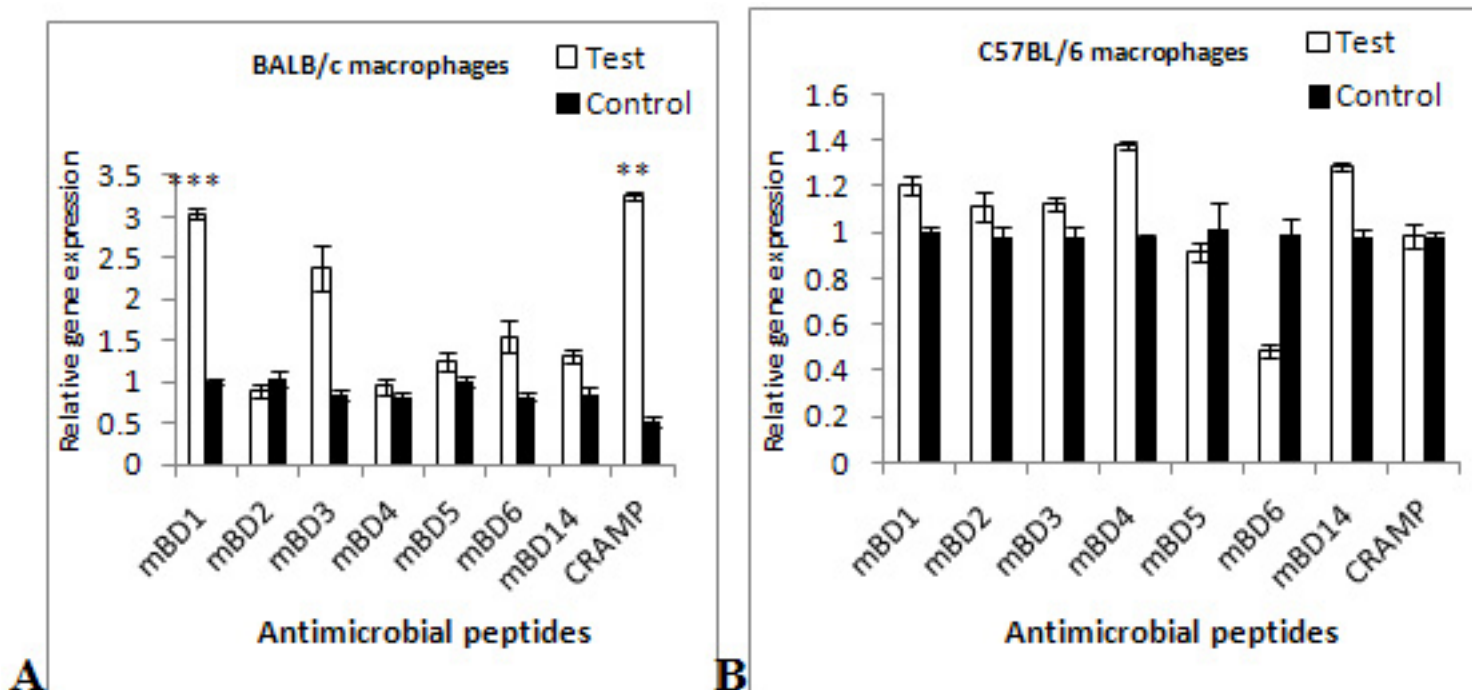 BALB/c macrophages
Test
Control
Relative gene expression
3.5
3
2.5
2
1.5
1
0.5
0
***
**
mBD1
mBD2
mBD3
mBD4
mBD5
mBD6
mBD14
CRAMP
Antimicrobial peptides
A
C57BL/6 macrophages
Test
Control
Relative gene expression
1.6
1.4
1.2
1
0.8
0.6
0.4
0.2
0
mBD1
mBD2
mBD3
mBD4
mBD5
mBD6
mBD14
CRAMP
Antimicrobial peptides
B